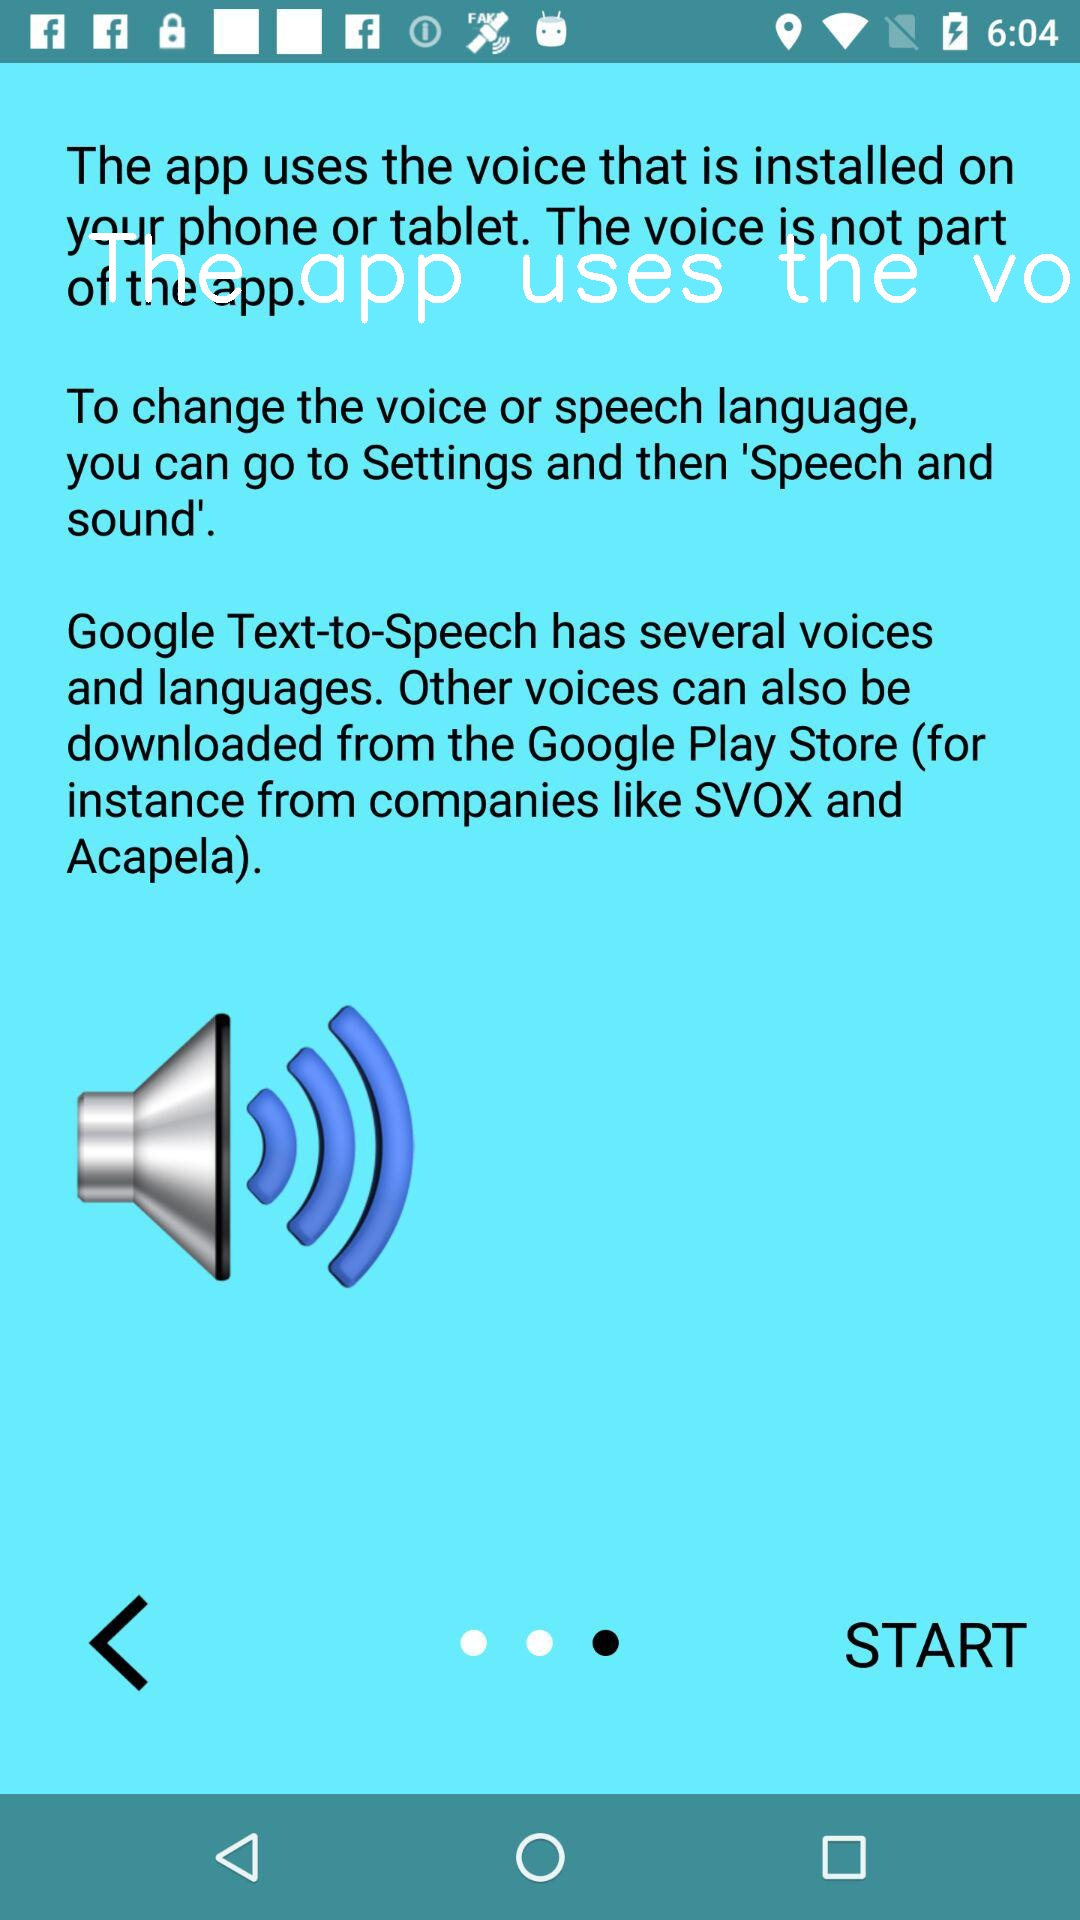 FAKE
6:04
The app uses the voice that is installed on
your phone or tablet. The voice is not part
of the app.
The app uses the vo
To change the voice or speech language,
you can go to Settings and then 'Speech and
sound'.
Google Text-to-Speech has several voices
and languages. Other voices can also be
downloaded from the Google Play Store (for
instance from companies like SVOX and
Acapela).
START